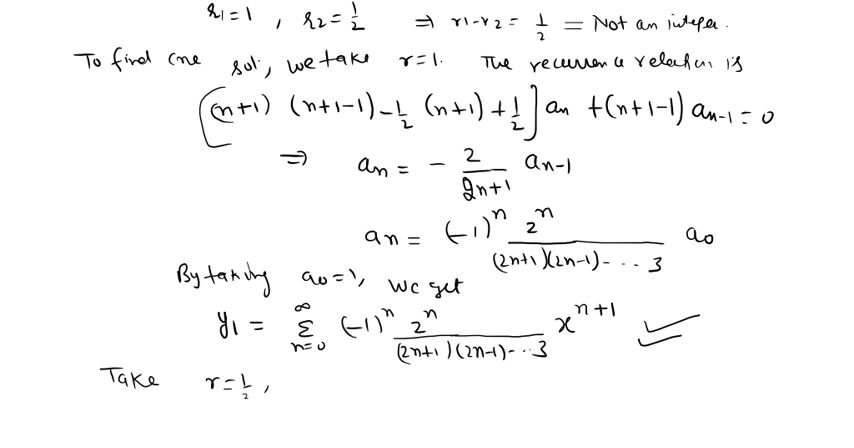 r1 = 1 , r2 = 1/2 ⇒ r1-r2 = 1/2 = Not an integer.
To find one sol:, we take r=1. The recurrence relation is
[(n+1) (n+1-1) - 1/2 (n+1) + 1/2] an + (n+1-1) an-1 = 0
⇒ an = - 2/(2n+1) an-1
an = (-1)^n 2^n/((2n+1)(2n-1)-...3) a0
By taking a0=1, we get
y1 = ∞Σn=0 (-1)^n 2^n/((2n+1)(2n-1)-..3) x^n+1
Take r=1/2,